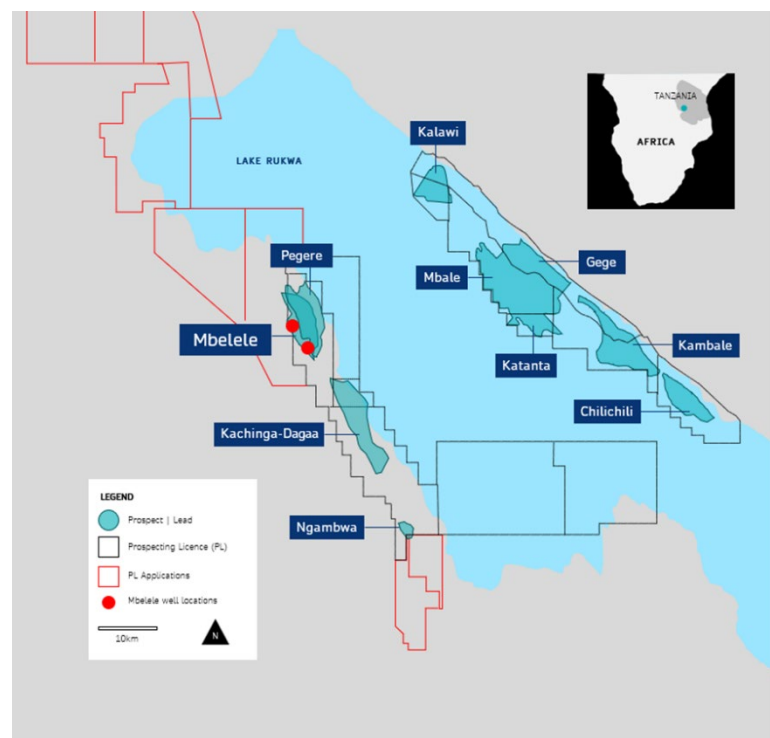 TANZANIA
AFRICA
Kalawi
LAKE RUKWA
Pegere
Gege
Mbale
Mbelele
Kambale
Katanta
Chilichili
Kachinga-Dagaa
Ngambwa
LEGEND
Prospect | Lead
Prospecting Licence (PL)
PL Applications
Mbelele well locations
10km
N